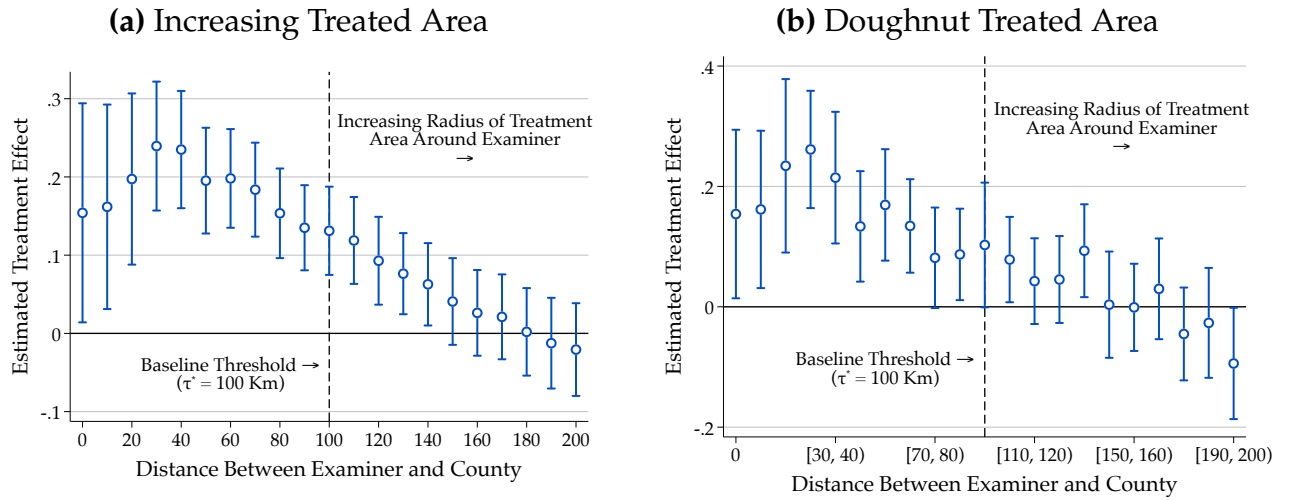 (a) Increasing Treated Area
Estimated Treatment Effect
.3
.2
.1
0
-.1
Increasing Radius of Treatment
Area Around Examiner
→
Baseline Threshold →
(τ* = 100 Km)
0 20 40 60 80 100 120 140 160 180 200
Distance Between Examiner and County
(b) Doughnut Treated Area
Estimated Treatment Effect
.4
.2
0
-.2
Increasing Radius of Treatment
Area Around Examiner
→
Baseline Threshold →
(τ* = 100 Km)
0 [30, 40) [70, 80) [110, 120) [150, 160) [190, 200)
Distance Between Examiner and County